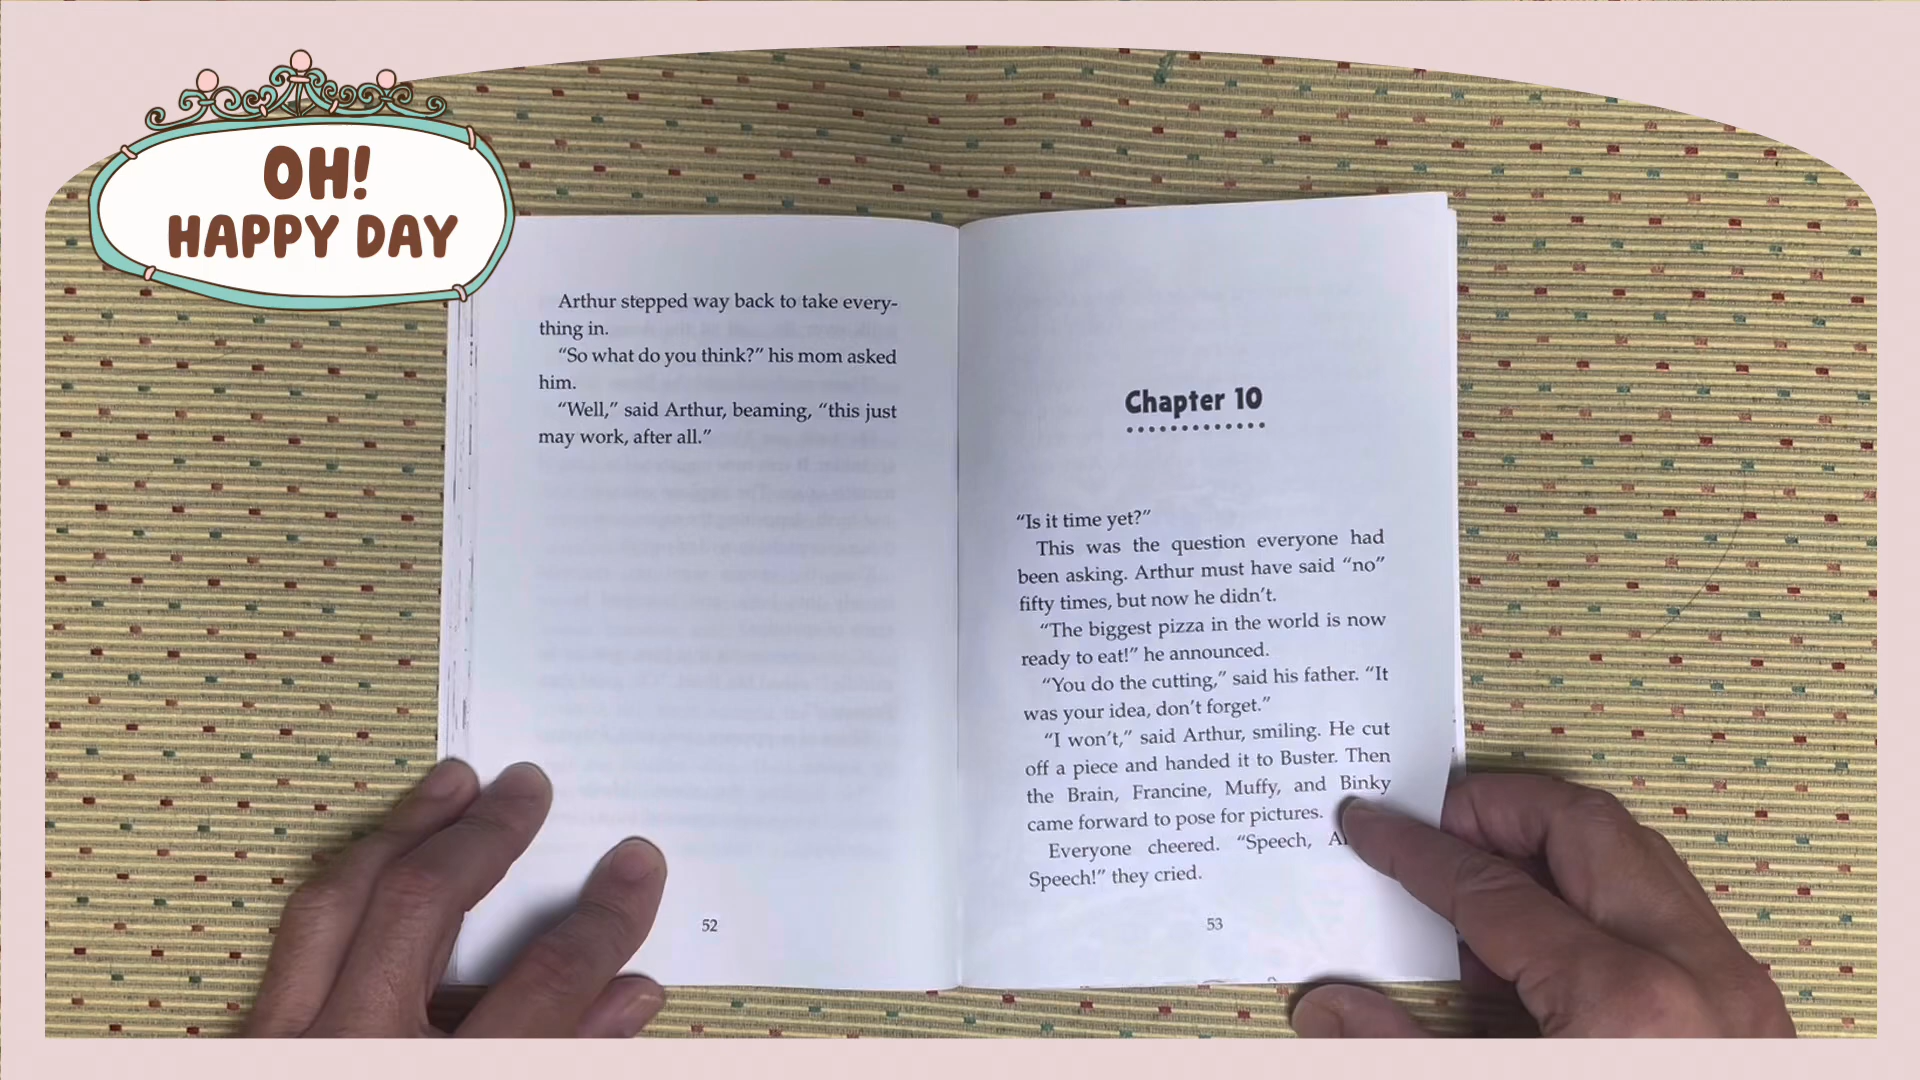 OH!
HAPPY DAY
Arthur stepped way back to take every-
thing in.
“So what do you think?” his mom asked
him.
“Well,” said Arthur, beaming, “this just
may work, after all.”
52
Chapter 10
“Is it time yet?”
This was the question everyone had
been asking. Arthur must have said “no”
fifty times, but now he didn’t.
“The biggest pizza in the world is now
ready to eat!” he announced.
“You do the cutting,” said his father. “It
was your idea, don’t forget.”
“I won’t,” said Arthur, smiling. He cut
off a piece and handed it to Buster. Then
the Brain, Francine, Muffy, and Binky
came forward to pose for pictures.
Everyone cheered. “Speech,
Speech!” they cried.
53